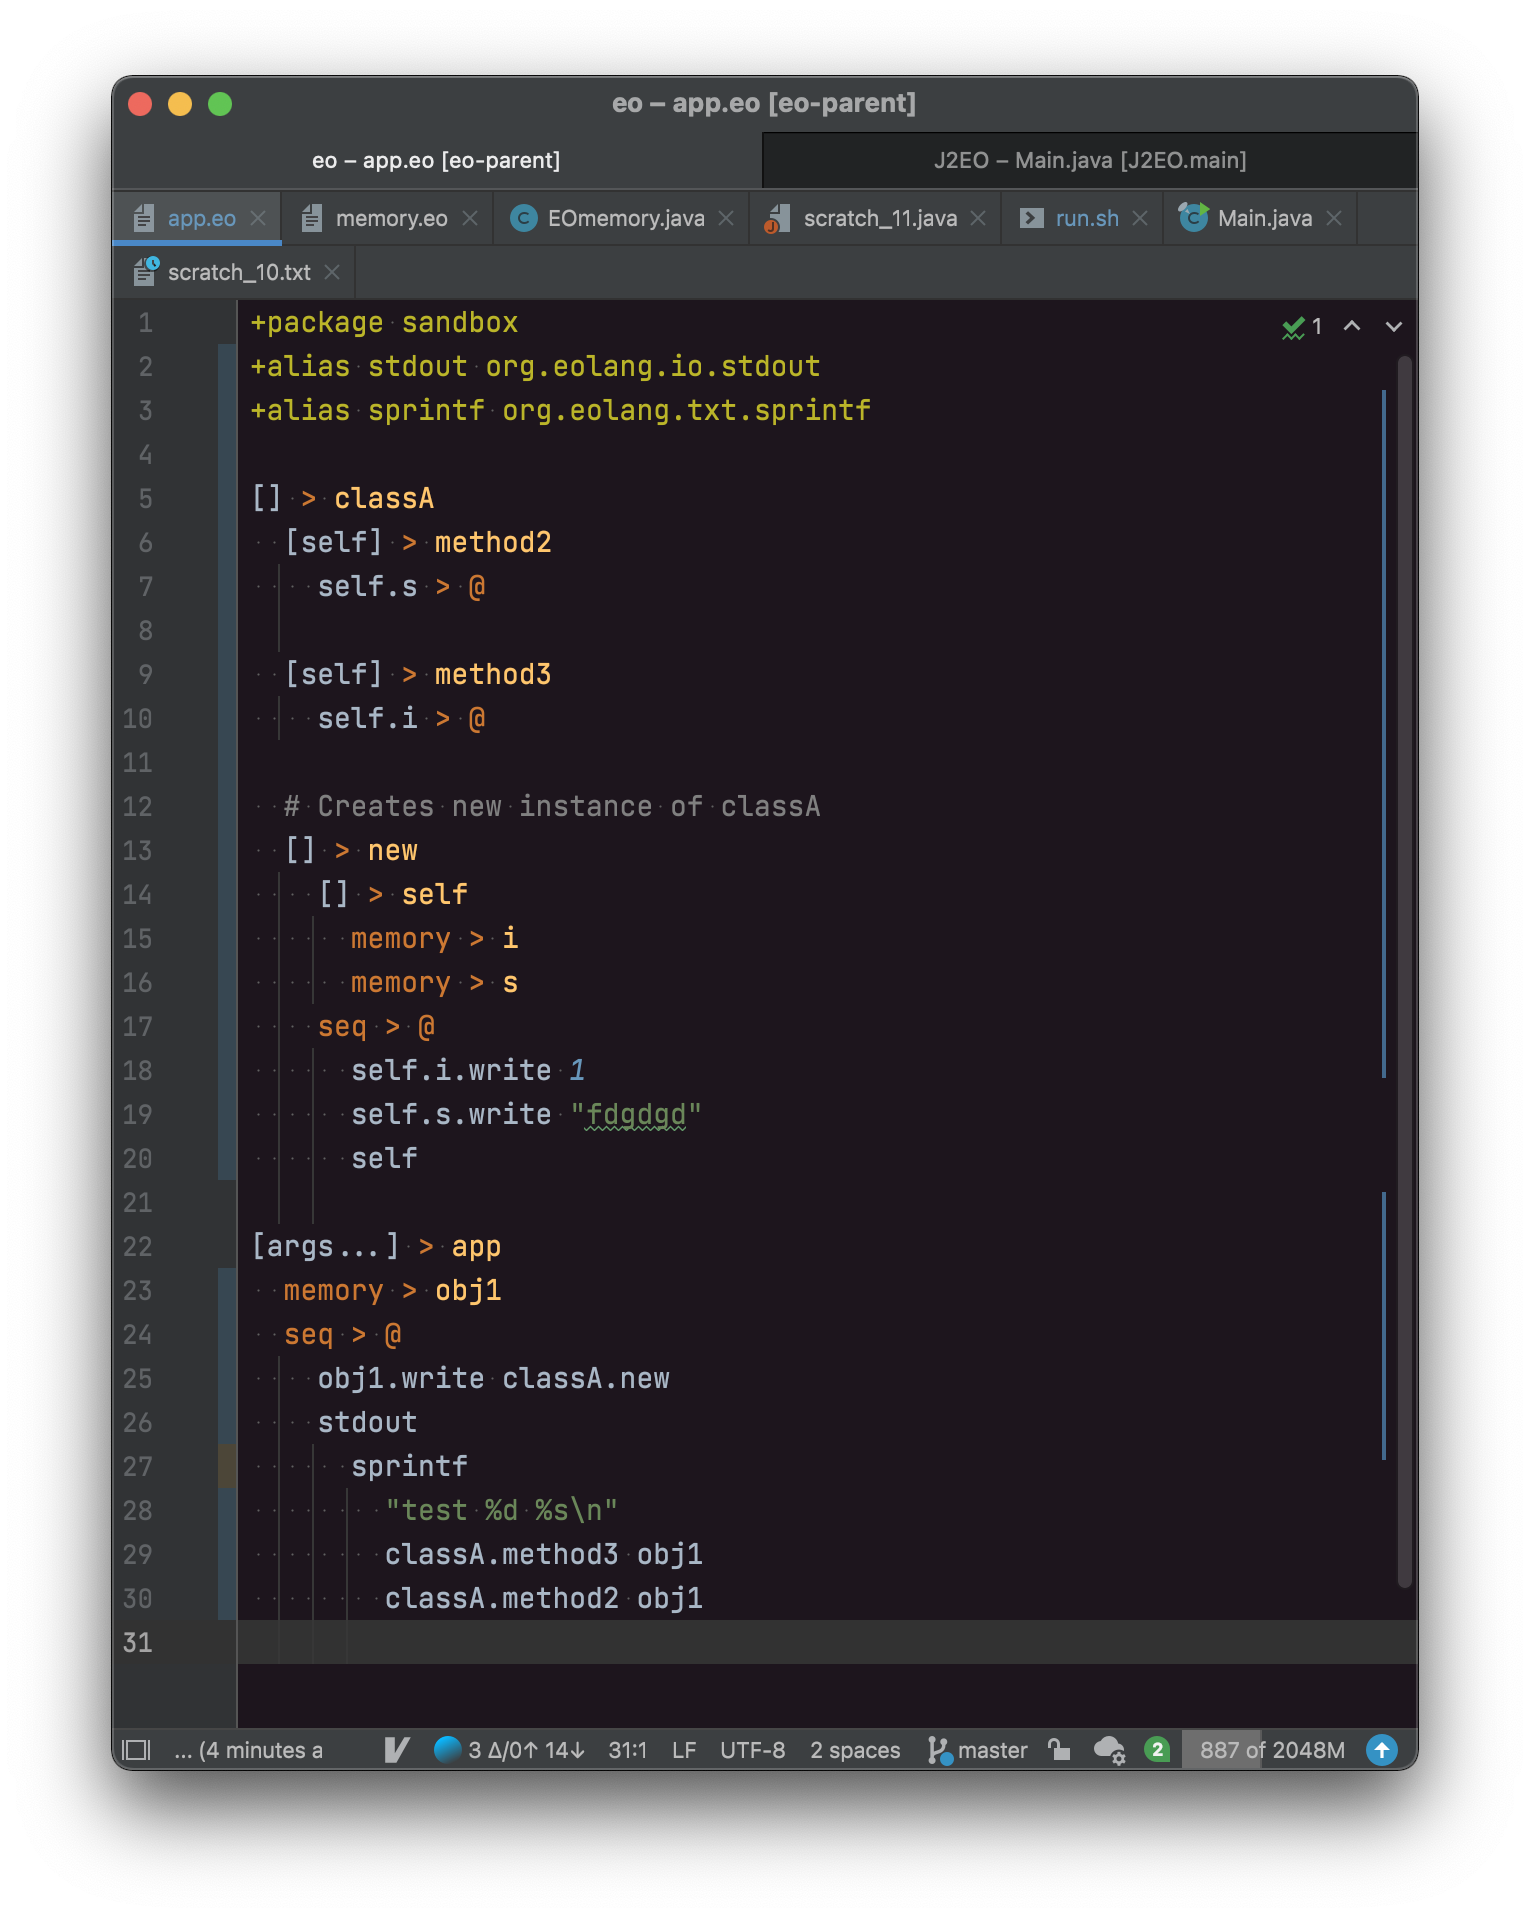 eo – app.eo [eo-parent]
eo – app.eo [eo-parent] J2EO – Main.java [J2EO.main]
app.eo memory.eo EOmemory.java scratch_11.java run.sh Main.java
scratch_10.txt
1 +package sandbox 1
2 +alias stdout org.eolang.io.stdout
3 +alias sprintf org.eolang.txt.sprintf
4
5 [] > classA
6   [self] > method2
7     self.s > @
8
9   [self] > method3
10     self.i > @
11
12   # Creates new instance of classA
13   [] > new
14     [] > self
15       memory > i
16       memory > s
17     seq > @
18       self.i.write 1
19       self.s.write "fdgdgd"
20       self
21
22 [args...] > app
23   memory > obj1
24   seq > @
25     obj1.write classA.new
26     stdout
27       sprintf
28         "test %d %s\n"
29         classA.method3 obj1
30         classA.method2 obj1
31
... (4 minutes a 3 Δ/0↑ 14↓ 31:1 LF UTF-8 2 spaces master 2 887 of 2048M